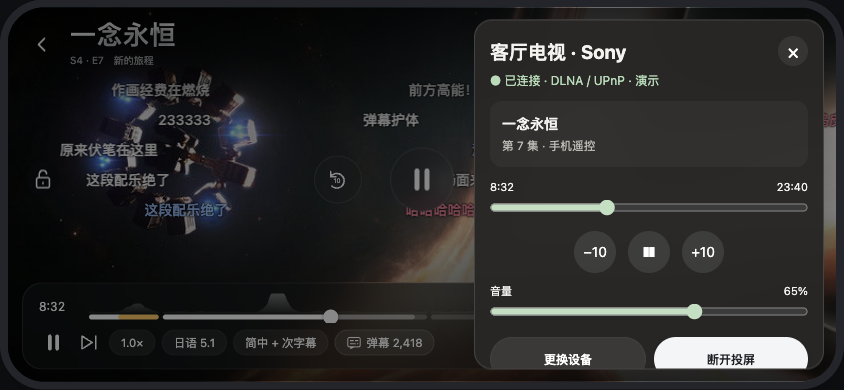 一念永恒
S4 · E7 新的旅程
作画经费在燃烧
前方高能!
233333
弹幕护体
原来伏笔在这里
这段配乐绝了
10
这段配乐绝了
哈哈哈哈
8:32
1.0×
日语 5.1
简中 + 次字幕
弹幕 2,418
客厅电视 · Sony
已连接 · DLNA / UPnP · 演示
一念永恒
第 7 集 · 手机遥控
8:32 23:40
−10
+10
音量 65%
更换设备
断开投屏